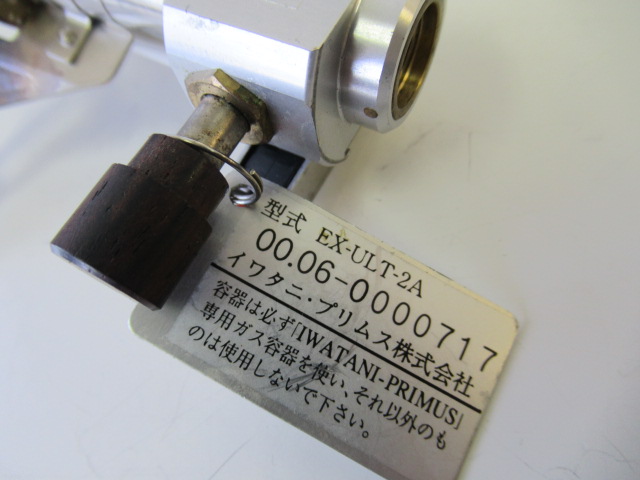 型式 EX-ULT-2A
00.06-0000717
イワタニ・プリムス株式会社
容器は必ず「IWATANI-PRIMUS」
専用ガス容器を使い、それ以外のも
のは使用しないで下さい。